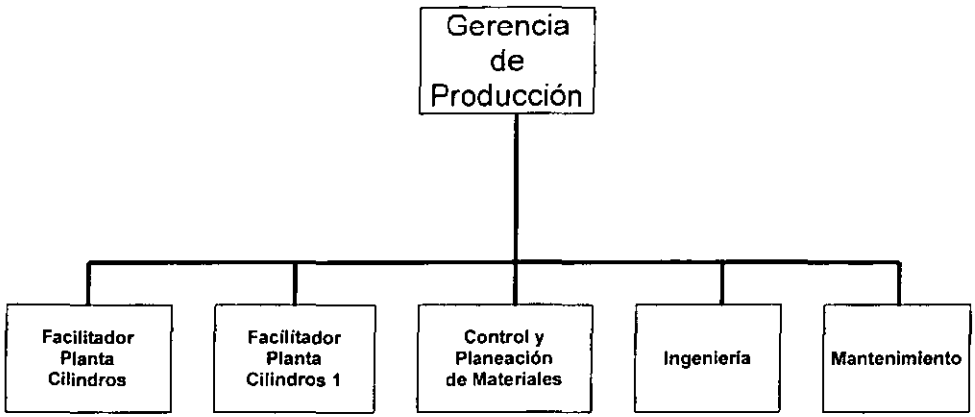 Gerencia
de
Producción
Facilitador
Planta
Cilindros
Facilitador
Planta
Cilindros 1
Control y
Planeación
de Materiales
Ingeniería
Mantenimiento